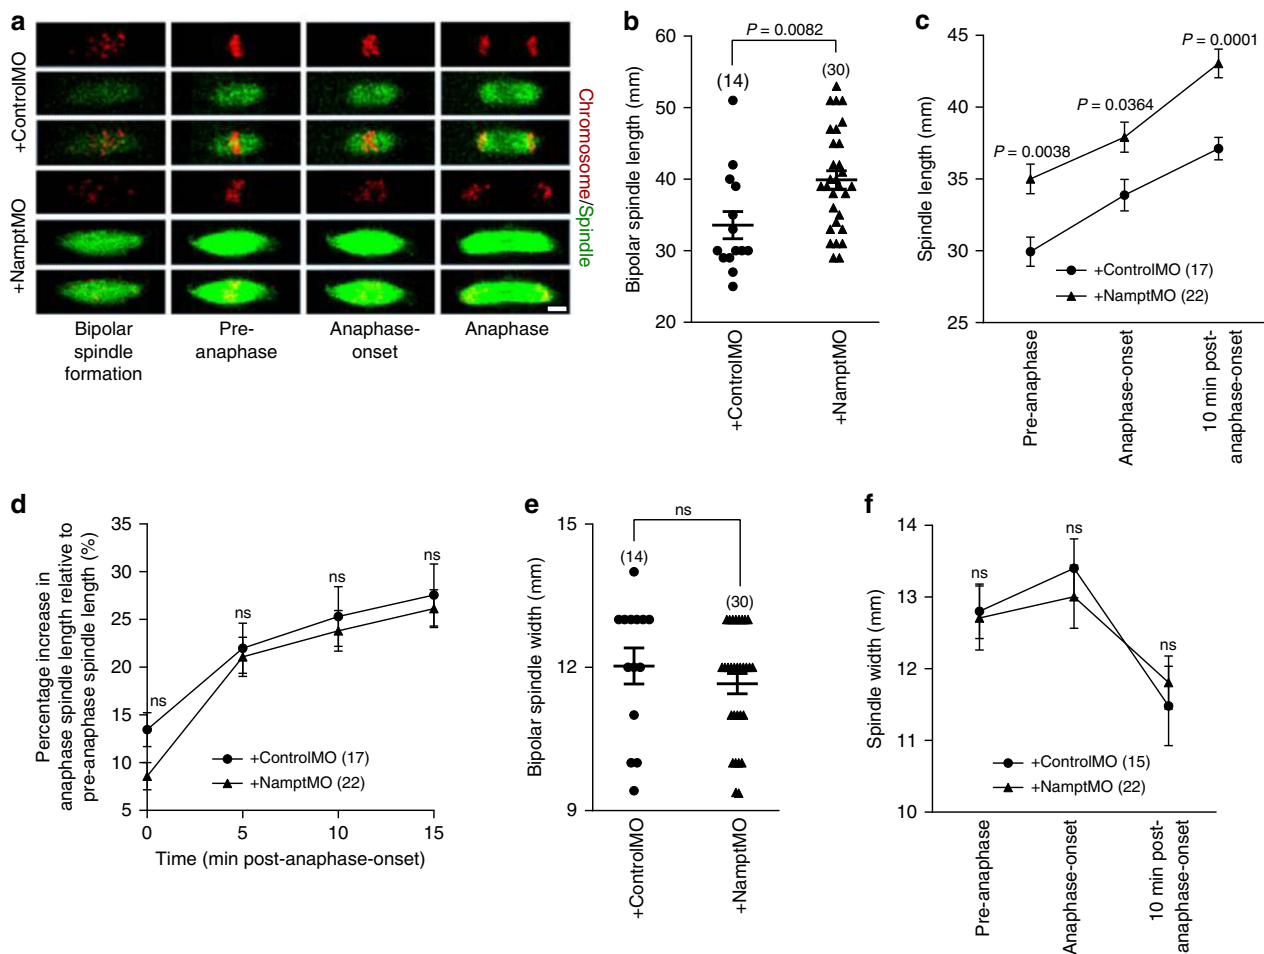 a
+ControlMO
+NamptMO
Chromosome/Spindle
Bipolar
spindle
formation
Pre-
anaphase
Anaphase-
onset
Anaphase
b
Bipolar spindle length (mm)
60
50
40
30
20
P = 0.0082
(14)
(30)
+ControlMO
+NamptMO
c
Spindle length (mm)
45
40
35
30
25
P = 0.0038
P = 0.0364
P = 0.0001
+ControlMO (17)
+NamptMO (22)
Pre-anaphase
Anaphase-onset
10 min post-
anaphase-onset
d
Percentage increase in
anaphase spindle length relative to
pre-anaphase spindle length (%)
35
30
25
20
15
10
5
ns
ns
ns
ns
+ControlMO (17)
+NamptMO (22)
0
5
10
15
Time (min post-anaphase-onset)
e
Bipolar spindle width (mm)
15
12
9
ns
(14)
(30)
+ControlMO
+NamptMO
f
Spindle width (mm)
14
13
12
11
10
ns
ns
ns
+ControlMO (15)
+NamptMO (22)
Pre-anaphase
Anaphase-onset
10 min post-
anaphase-onset